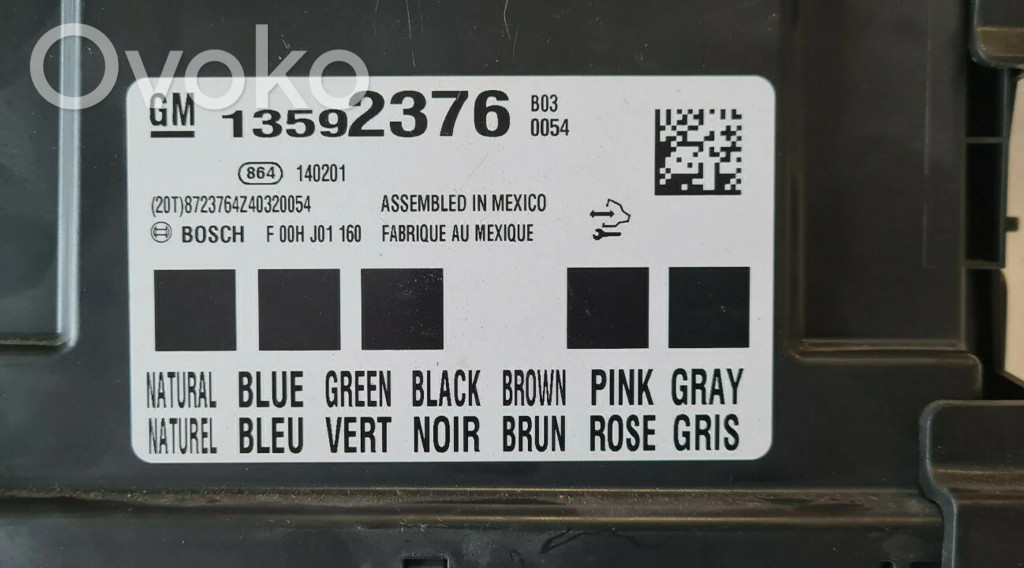 Ovoko
GM 13592376 B03
0054
864 140201
(20T)8723764Z40320054 ASSEMBLED IN MEXICO
BOSCH F 00H J01 160 FABRIQUE AU MEXIQUE
NATURAL BLUE GREEN BLACK BROWN PINK GRAY
NATUREL BLEU VERT NOIR BRUN ROSE GRIS